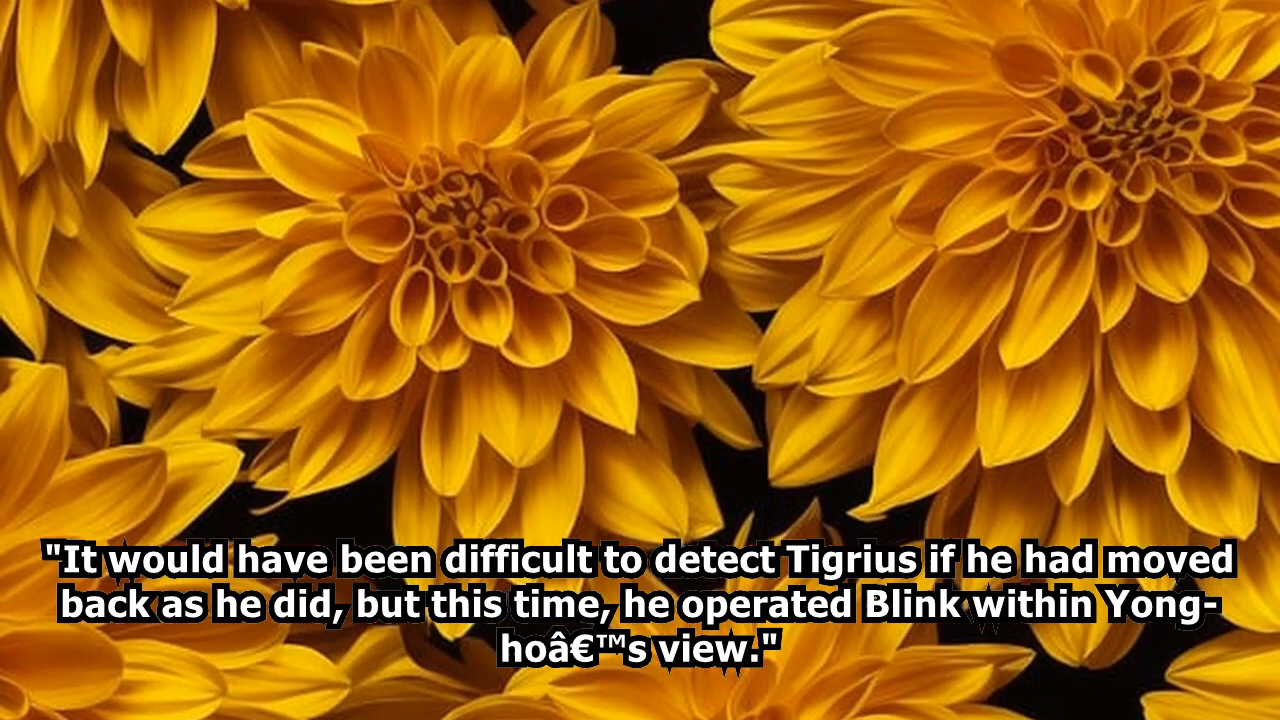 "It would have been difficult to detect Tigrius if he had moved
back as he did, but this time, he operated Blink within Yong-
hoâ€™s view."